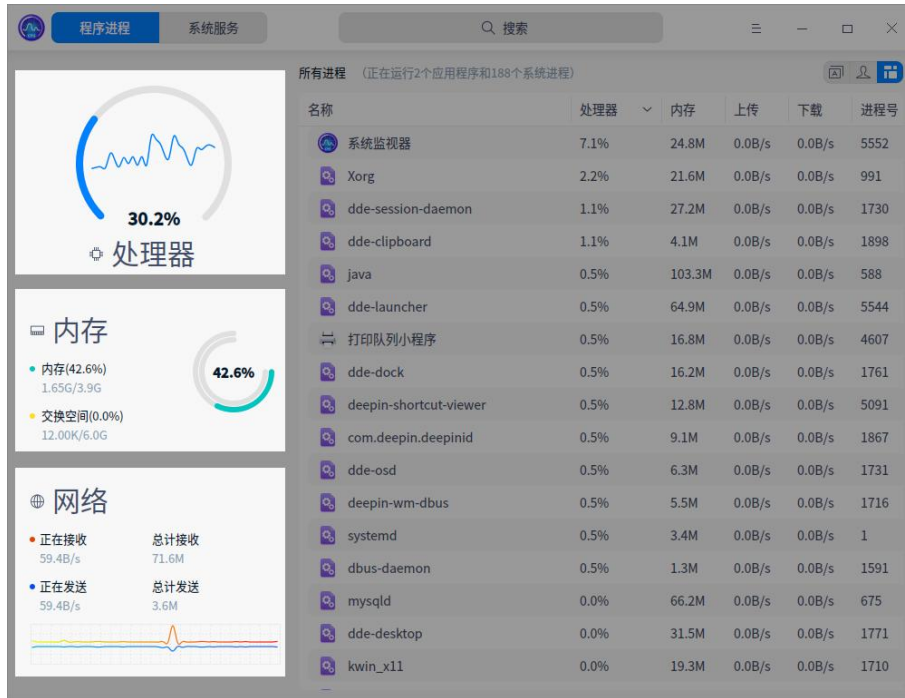 程序进程 系统服务 搜索
30.2%
处理器
内存
内存(42.6%)
1.65G/3.9G
交换空间(0.0%)
12.00K/6.0G
42.6%
网络
正在接收 总计接收
59.4B/s 71.6M
正在发送 总计发送
59.4B/s 3.6M
所有进程 (正在运行2个应用程序和188个系统进程)
名称 处理器 内存 上传 下载 进程号
系统监视器 7.1% 24.8M 0.0B/s 0.0B/s 5552
Xorg 2.2% 21.6M 0.0B/s 0.0B/s 991
dde-session-daemon 1.1% 27.2M 0.0B/s 0.0B/s 1730
dde-clipboard 1.1% 4.1M 0.0B/s 0.0B/s 1898
java 0.5% 103.3M 0.0B/s 0.0B/s 588
dde-launcher 0.5% 64.9M 0.0B/s 0.0B/s 5544
打印队列小程序 0.5% 16.8M 0.0B/s 0.0B/s 4607
dde-dock 0.5% 16.2M 0.0B/s 0.0B/s 1761
deepin-shortcut-viewer 0.5% 12.8M 0.0B/s 0.0B/s 5091
com.deepin.deepinid 0.5% 9.1M 0.0B/s 0.0B/s 1867
dde-osd 0.5% 6.3M 0.0B/s 0.0B/s 1731
deepin-wm-dbus 0.5% 5.5M 0.0B/s 0.0B/s 1716
systemd 0.5% 3.4M 0.0B/s 0.0B/s 1
dbus-daemon 0.5% 1.3M 0.0B/s 0.0B/s 1591
mysqld 0.0% 66.2M 0.0B/s 0.0B/s 675
dde-desktop 0.0% 31.5M 0.0B/s 0.0B/s 1771
kwin_x11 0.0% 19.3M 0.0B/s 0.0B/s 1710